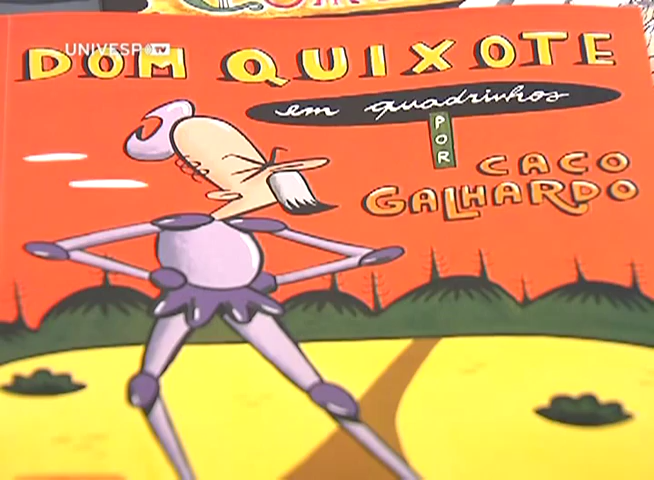 UNIVESP TV
DOM QUIXOTE
em quadrinhos
POR
CACO
GALHARDO